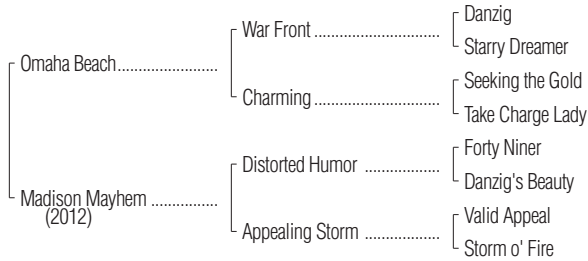 Danzig
War Front ........................
Starry Dreamer
Omaha Beach...................
Seeking the Gold
Charming ........................
Take Charge Lady
Forty Niner
Distorted Humor ..............
Danzig's Beauty
Madison Mayhem .............
(2012)
Valid Appeal
Appealing Storm ..............
Storm o' Fire